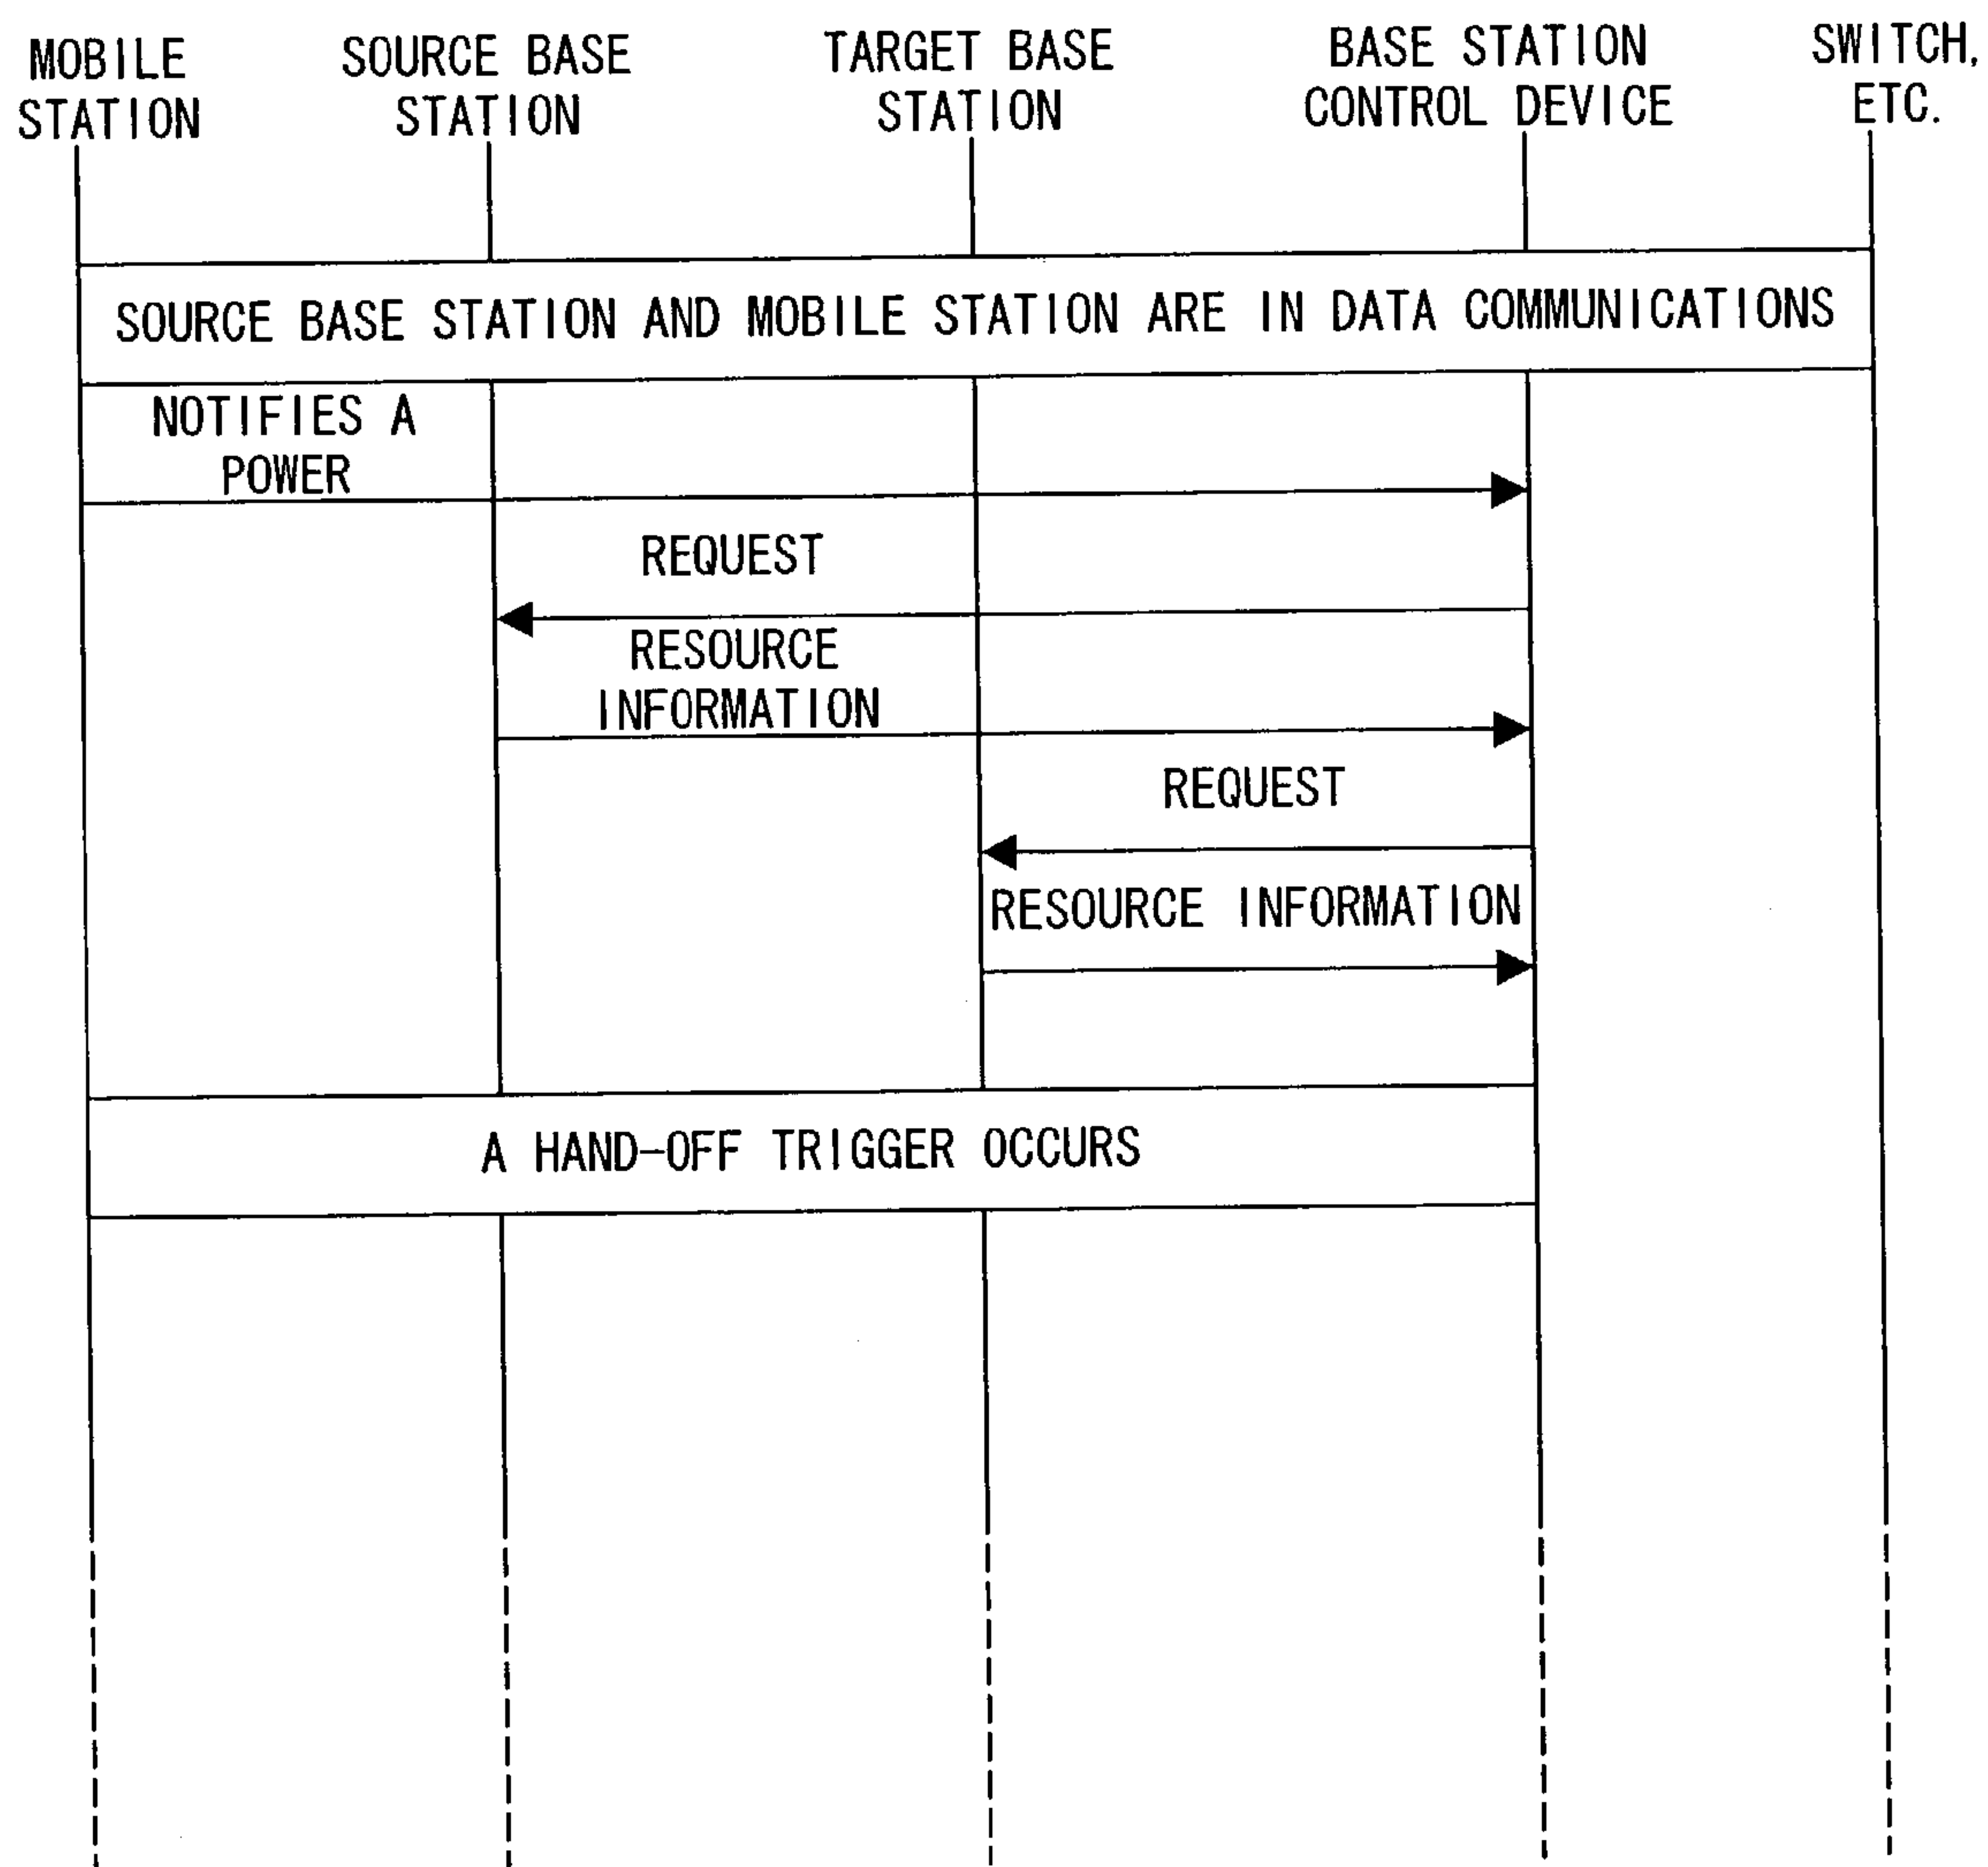 MOBILE
STATION
SOURCE BASE
STATION
TARGET BASE
STATION
BASE STATION
CONTROL DEVICE
SWITCH,
ETC.
SOURCE BASE STATION AND MOBILE STATION ARE IN DATA COMMUNICATIONS
NOTIFIES A
POWER
REQUEST
RESOURCE
INFORMATION
REQUEST
RESOURCE INFORMATION
A HAND-OFF TRIGGER OCCURS